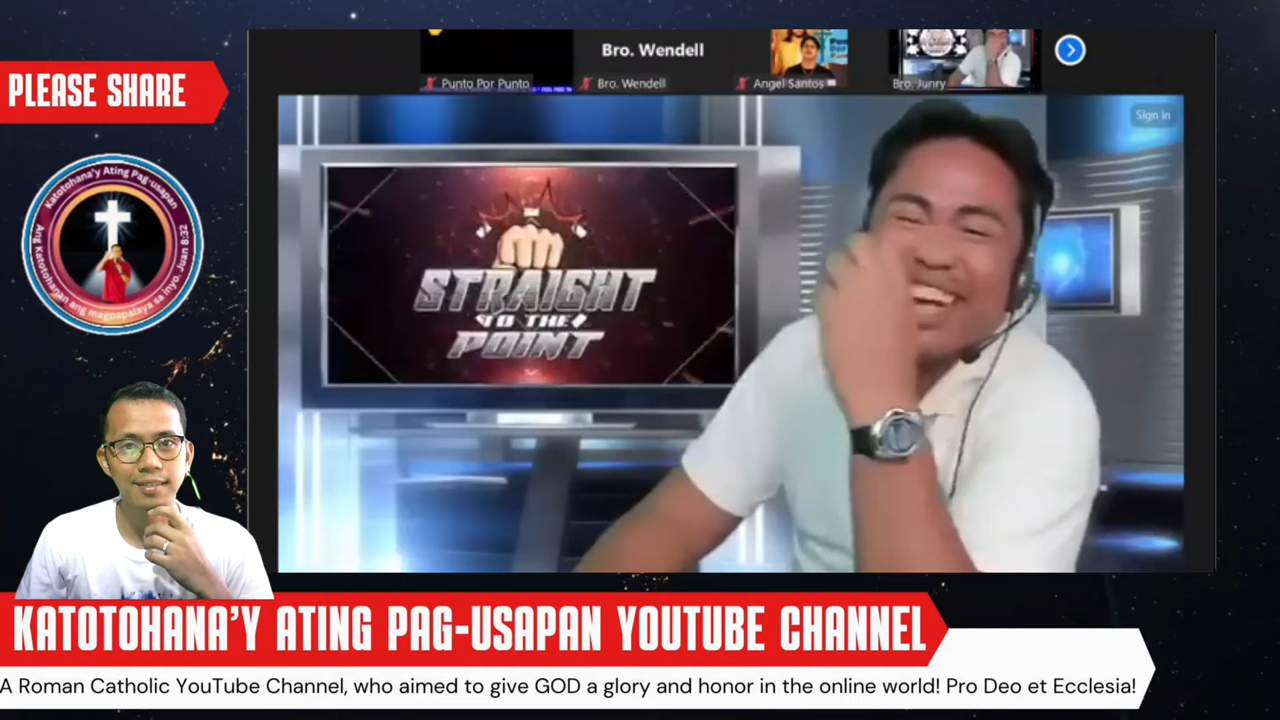 PLEASE SHARE
Katotohana'y Ating Pag-usapan
Ang Katotohanan ang magpapalaya sa inyo. Juan 8:32
Bro. Wendell
Punto Por Punto
Bro. Wendell
Angel Santos
Bro. Junry
Sign in
STRAIGHT
TO THE
POINT
KATOTOHANA'Y ATING PAG-USAPAN YOUTUBE CHANNEL
A Roman Catholic YouTube Channel, who aimed to give GOD a glory and honor in the online world! Pro Deo et Ecclesia!